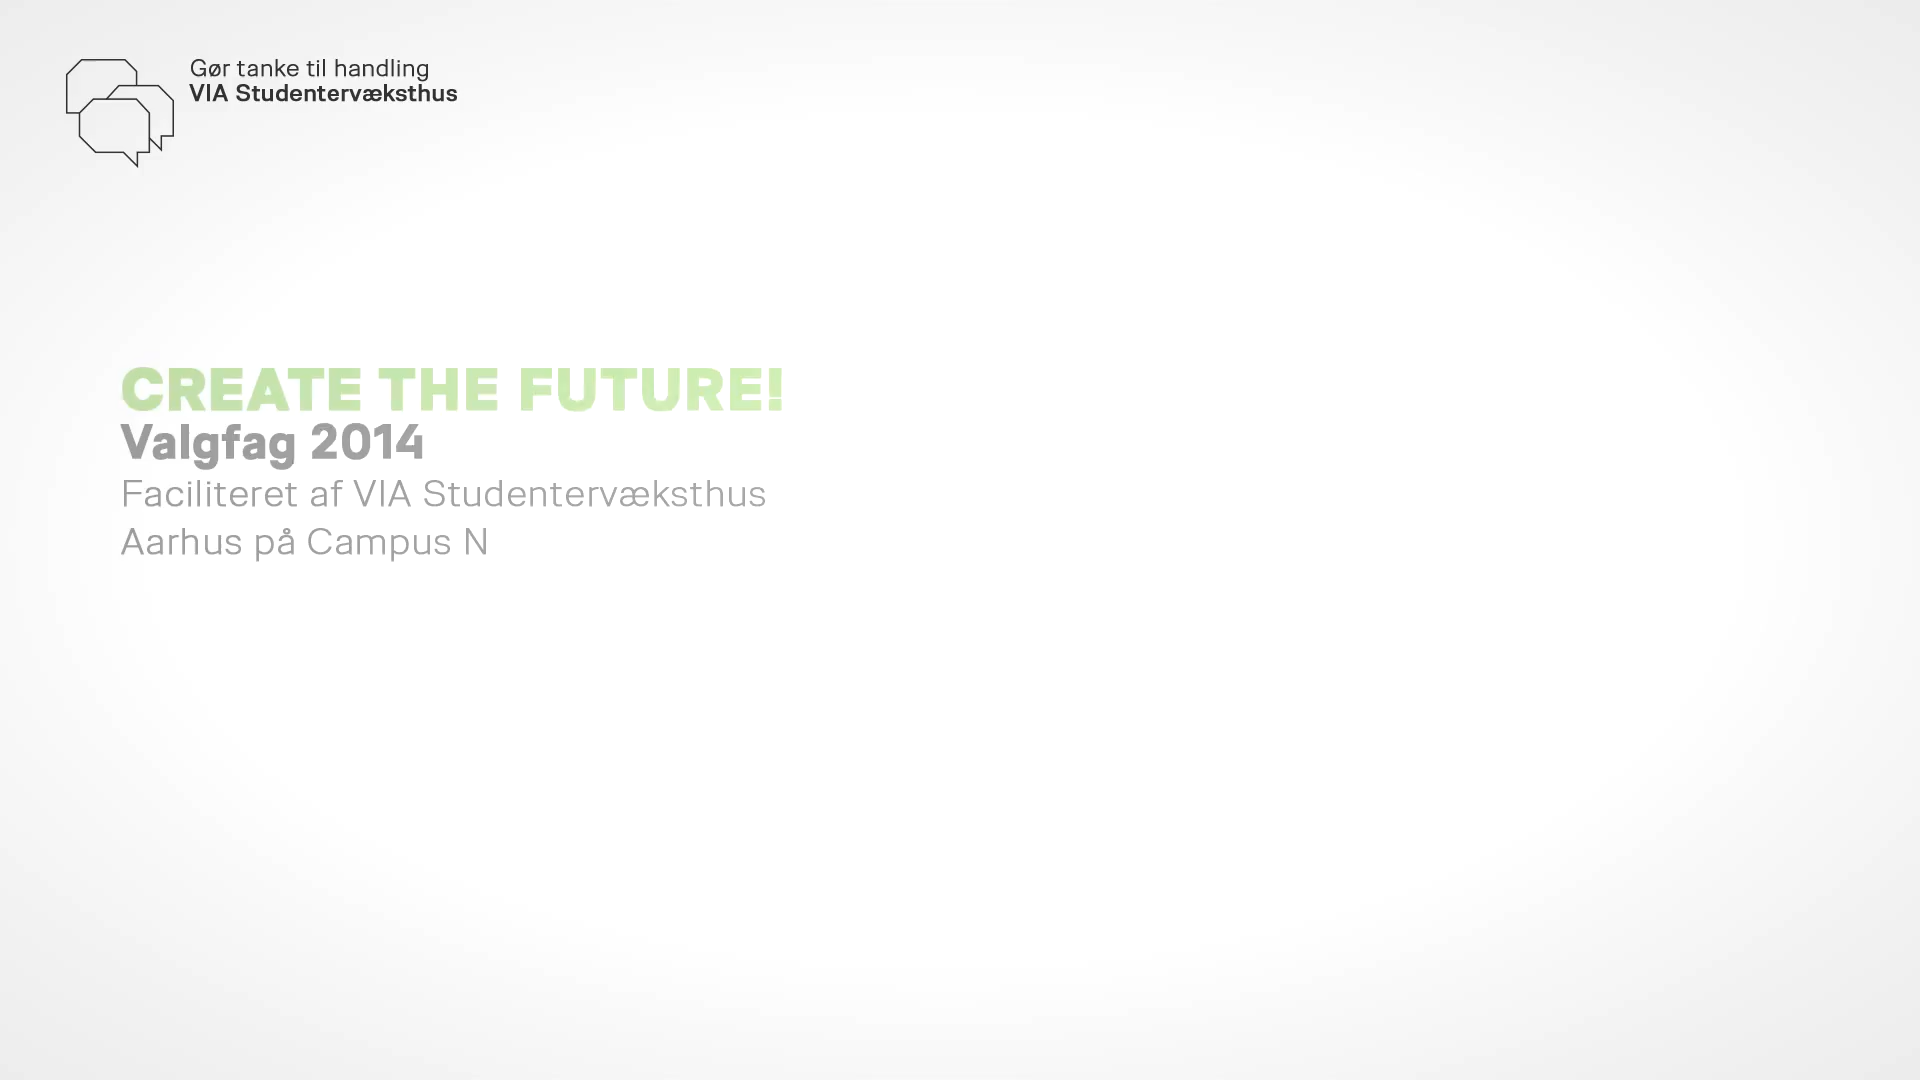 Gør tanke til handling
VIA Studentervæksthus
CREATE THE FUTURE!
Valgfag 2014
Faciliteret af VIA Studentervæksthus
Aarhus på Campus N